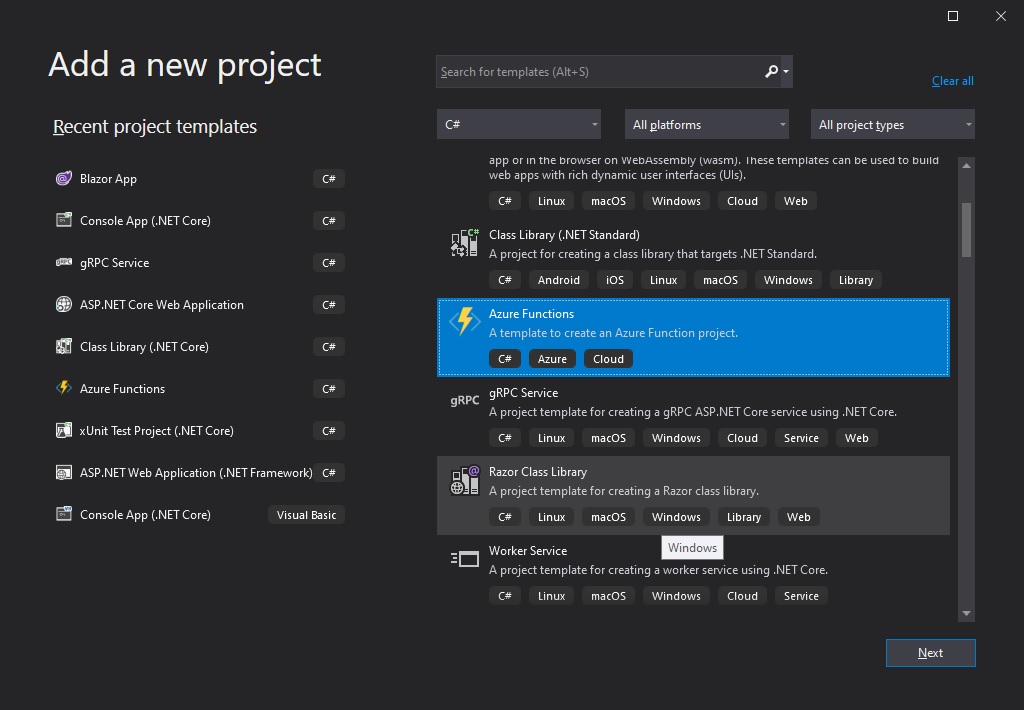 Add a new project
Search for templates (Alt+S)
Clear all
Recent project templates
C#
All platforms
All project types
Blazor App C#
Console App (.NET Core) C#
gRPC Service C#
ASP.NET Core Web Application C#
Class Library (.NET Core) C#
Azure Functions C#
xUnit Test Project (.NET Core) C#
ASP.NET Web Application (.NET Framework) C#
Console App (.NET Core) Visual Basic
app or in the browser on WebAssembly (wasm). These templates can be used to build
web apps with rich dynamic user interfaces (UIs).
C# Linux macOS Windows Cloud Web
C#
Class Library (.NET Standard)
A project for creating a class library that targets .NET Standard.
C# Android iOS Linux macOS Windows Library
Azure Functions
A template to create an Azure Function project.
C# Azure Cloud
gRPC
gRPC Service
A project template for creating a gRPC ASP.NET Core service using .NET Core.
C# Linux macOS Windows Cloud Service Web
Razor Class Library
A project template for creating a Razor class library.
C# Linux macOS Windows Library Web
Windows
Worker Service
A project template for creating a worker service using .NET Core.
C# Linux macOS Windows Cloud Service
Next